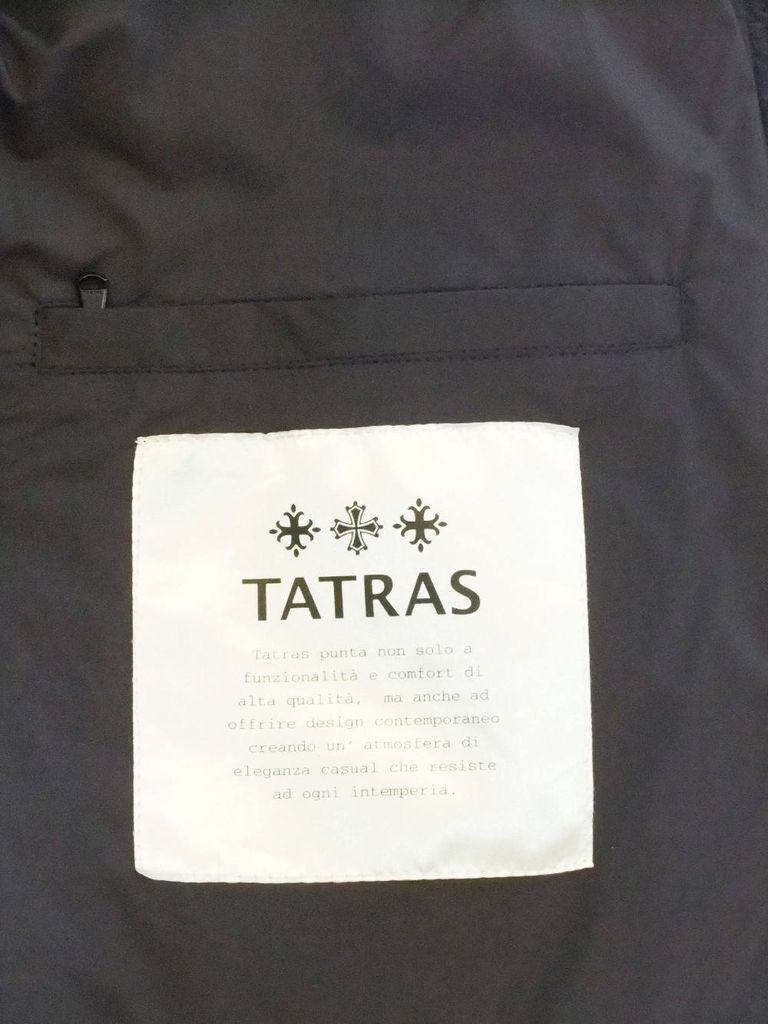 TATRAS
Tatras punta non solo a
funzionalità e comfort di
alta qualità, ma anche ad
offrire design contemporaneo
creando un' atmosfera di
eleganza casual che resiste
ad ogni intemperia.